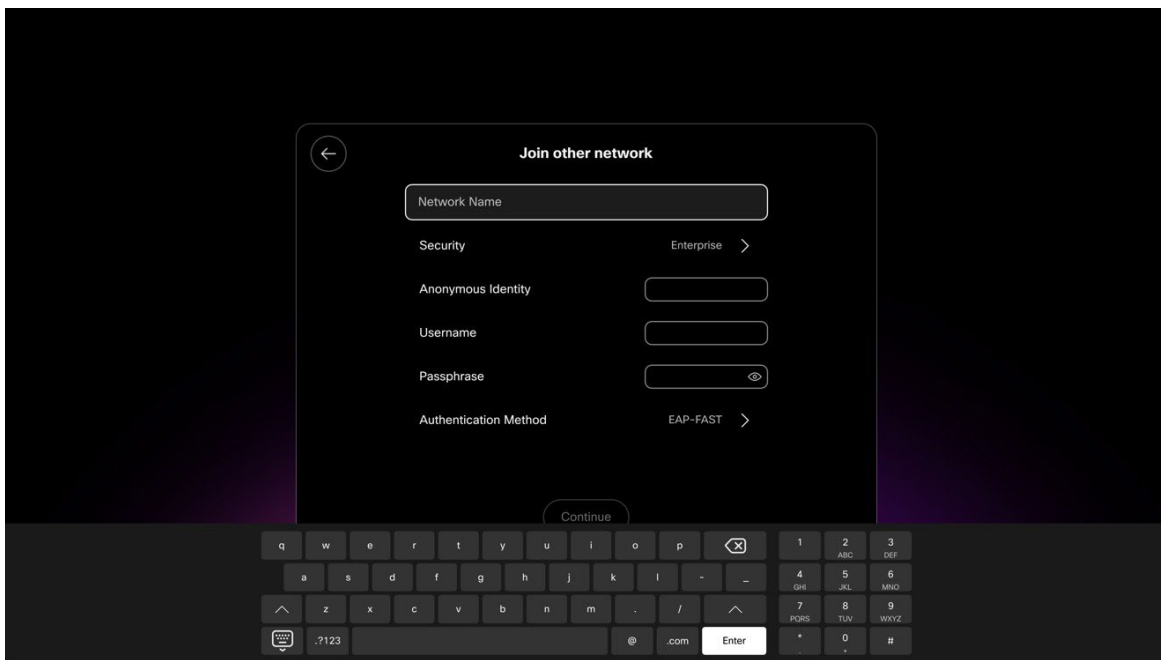 Join other network
Network Name
Security Enterprise
Anonymous Identity
Username
Passphrase
Authentication Method EAP-FAST
Continue
q w e r t y u i o p 1 2 3
ABC DEF
a s d f g h j k l - _ 4 5 6
GHI JKL MNO
z x c v b n m . / 7 8 9
PQRS TUV WXYZ
.?123 @ .com Enter * 0 #
. +